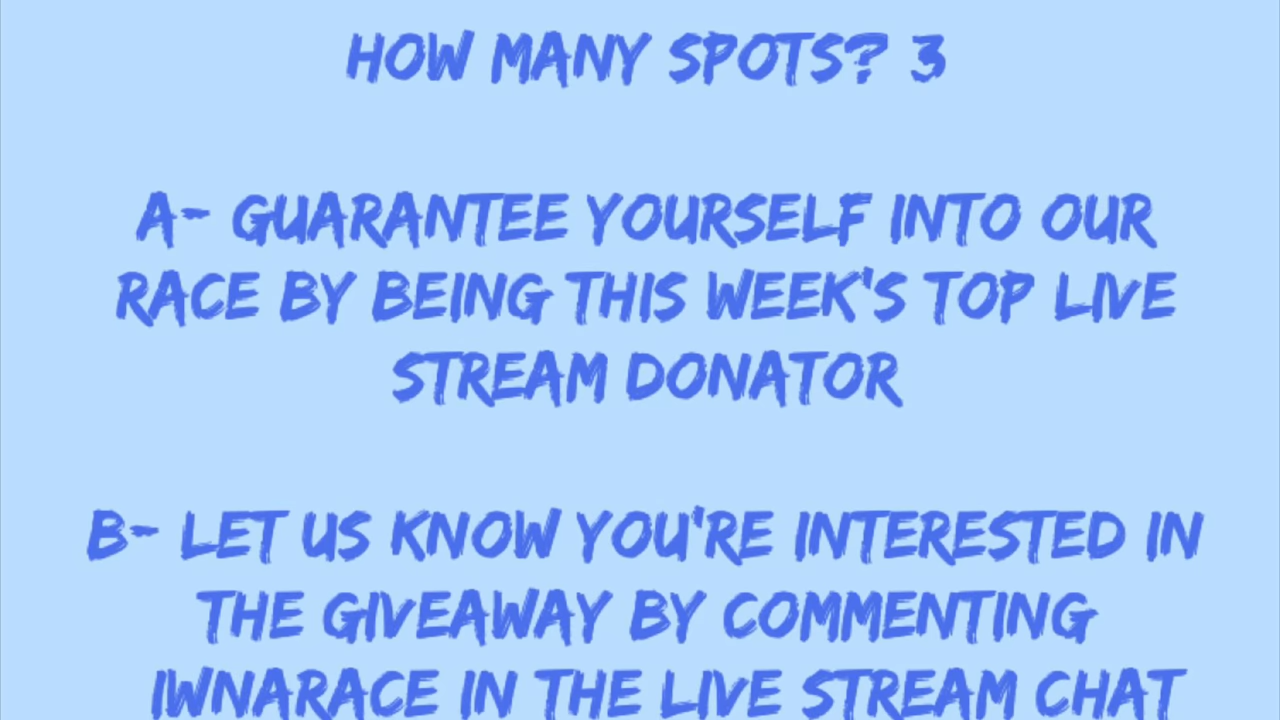 HOW MANY SPOTS? 3
A- GUARANTEE YOURSELF INTO OUR
RACE BY BEING THIS WEEK'S TOP LIVE
STREAM DONATOR
B- LET US KNOW YOU'RE INTERESTED IN
THE GIVEAWAY BY COMMENTING
IWNARACE IN THE LIVE STREAM CHAT